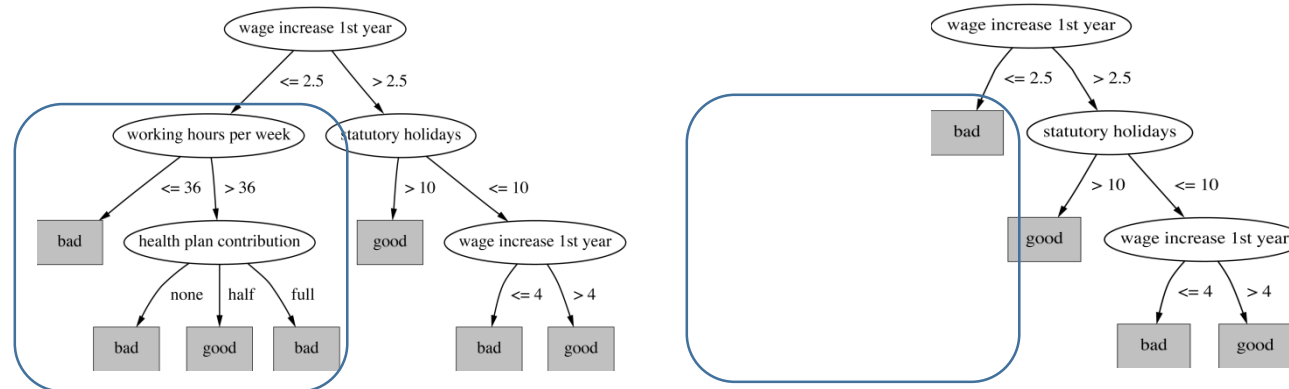 wage increase 1st year
<= 2.5
> 2.5
working hours per week
statutory holidays
<= 36
> 36
> 10
<= 10
bad
health plan contribution
good
wage increase 1st year
none
half
full
<= 4
> 4
bad
good
bad
bad
good
wage increase 1st year
<= 2.5
> 2.5
bad
statutory holidays
> 10
<= 10
good
wage increase 1st year
<= 4
> 4
bad
good